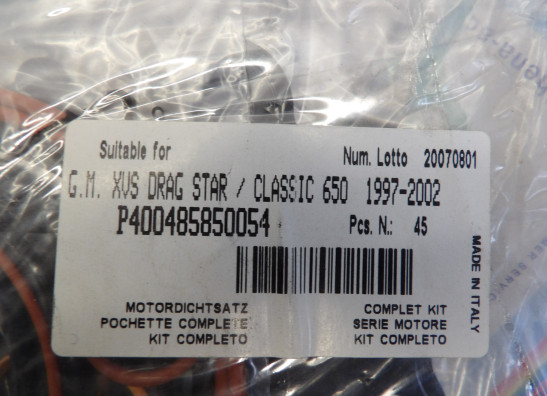 Suitable for Num. Lotto 20070801
G.M. XVS DRAG STAR / CLASSIC 650 1997-2002
P400485850054 Pcs. N.: 45
MOTORDICHTSATZ COMPLET KIT
POCHETTE COMPLETE SERIE MOTORE
KIT COMPLETO KIT COMPLETO
MADE IN ITALY